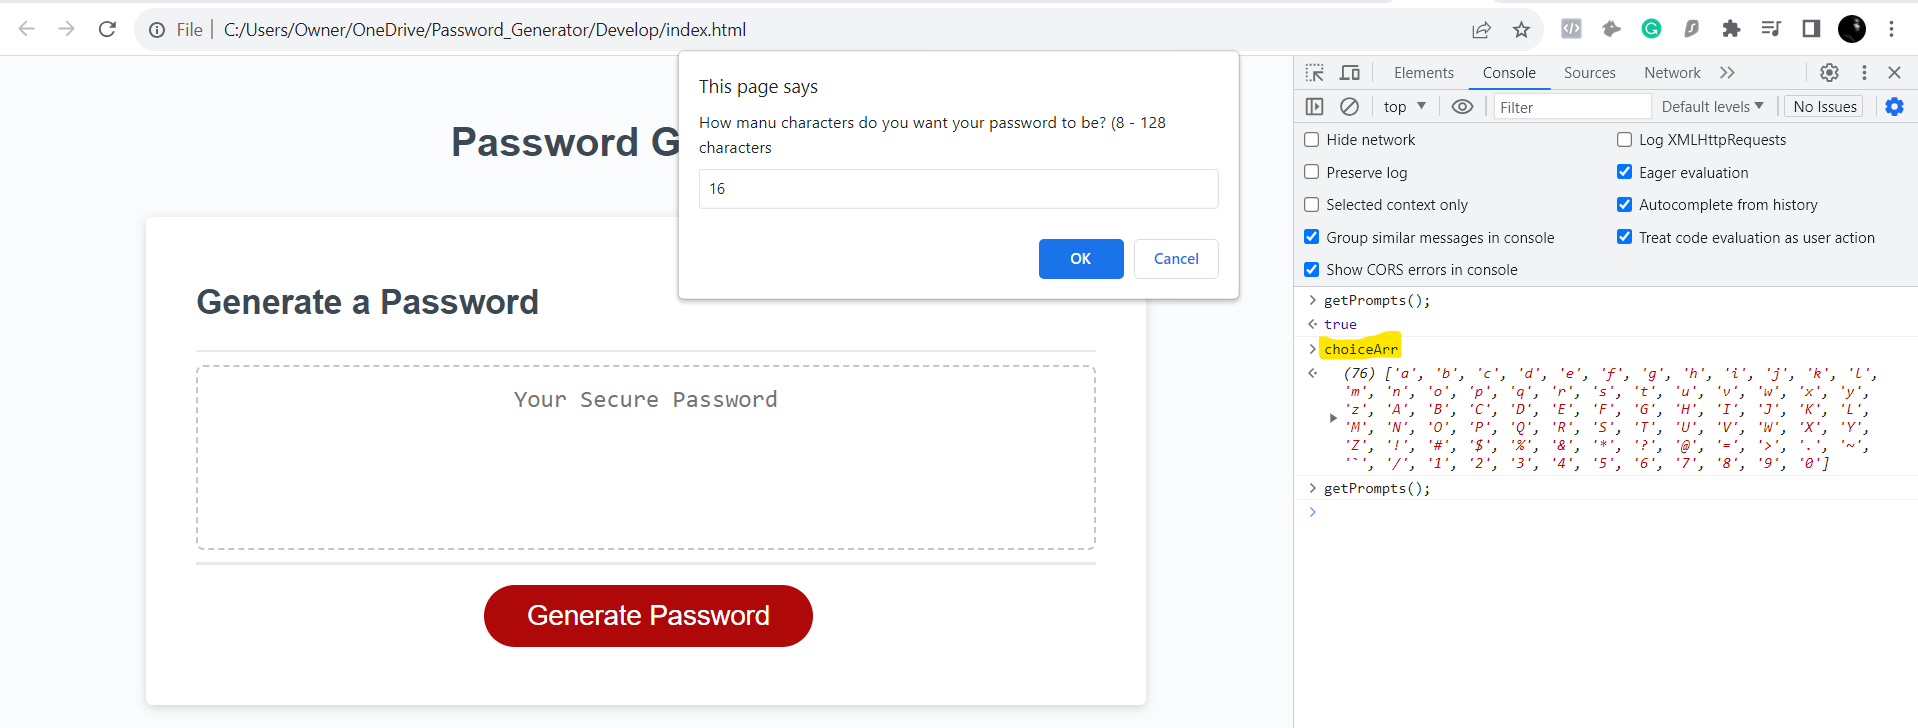 File | C:/Users/Owner/OneDrive/Password_Generator/Develop/index.html
This page says
How manu characters do you want your password to be? (8 - 128
characters
16
OK
Cancel
Password G
Generate a Password
Your Secure Password
Generate Password
Elements
Console
Sources
Network
top
Filter
Default levels
No Issues
Hide network
Log XMLHttpRequests
Preserve log
Eager evaluation
Selected context only
Autocomplete from history
Group similar messages in console
Treat code evaluation as user action
Show CORS errors in console
> getPrompts();
true
> choiceArr
(76) ['a', 'b', 'c', 'd', 'e', 'f', 'g', 'h', 'i', 'j', 'k', 'l',
'm', 'n', 'o', 'p', 'q', 'r', 's', 't', 'u', 'v', 'w', 'x', 'y',
'z', 'A', 'B', 'C', 'D', 'E', 'F', 'G', 'H', 'I', 'J', 'K', 'L',
'M', 'N', 'O', 'P', 'Q', 'R', 'S', 'T', 'U', 'V', 'W', 'X', 'Y',
'Z', '!', '#', '$', '%', '&', '*', '?', '@', '=', '>', '.', '~',
'`', '/', '1', '2', '3', '4', '5', '6', '7', '8', '9', '0']
> getPrompts();
>